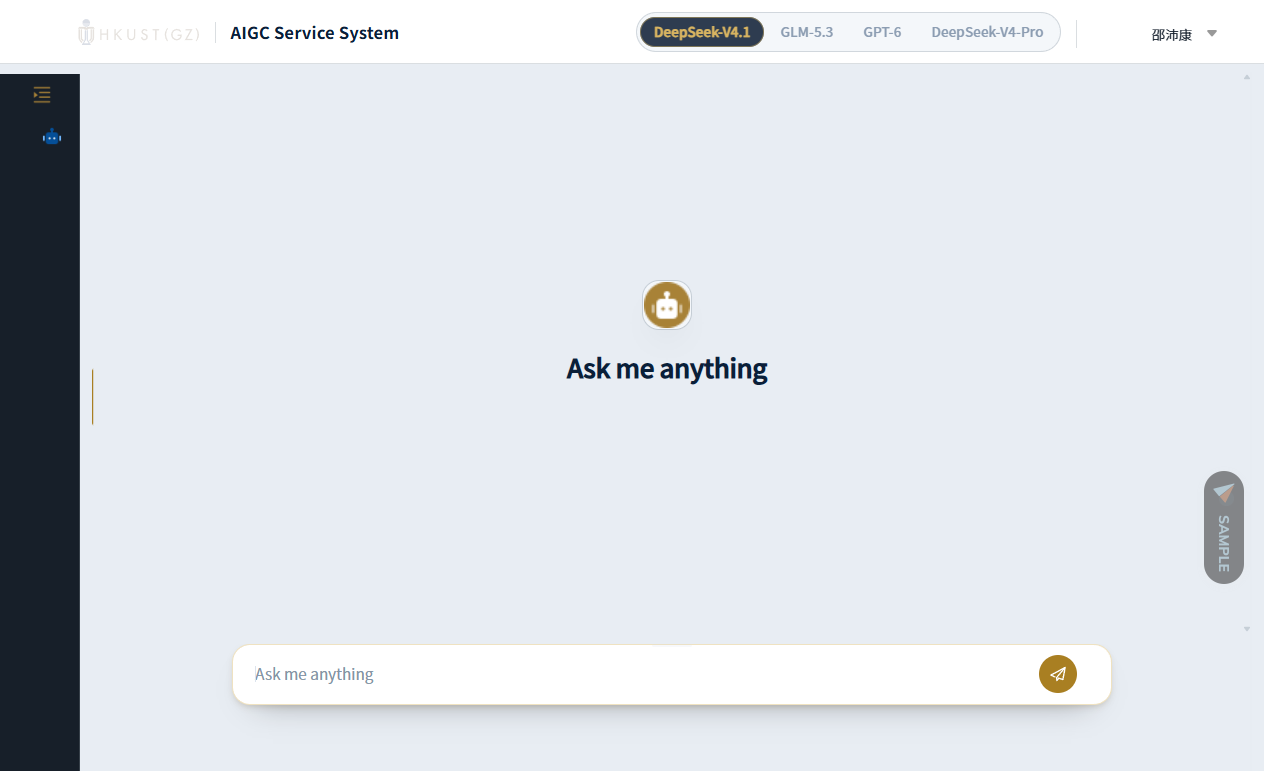 HKUST(GZ)
AIGC Service System
DeepSeek-V4.1
GLM-5.3
GPT-6
DeepSeek-V4-Pro
邵沛康
Ask me anything
SAMPLE
Ask me anything